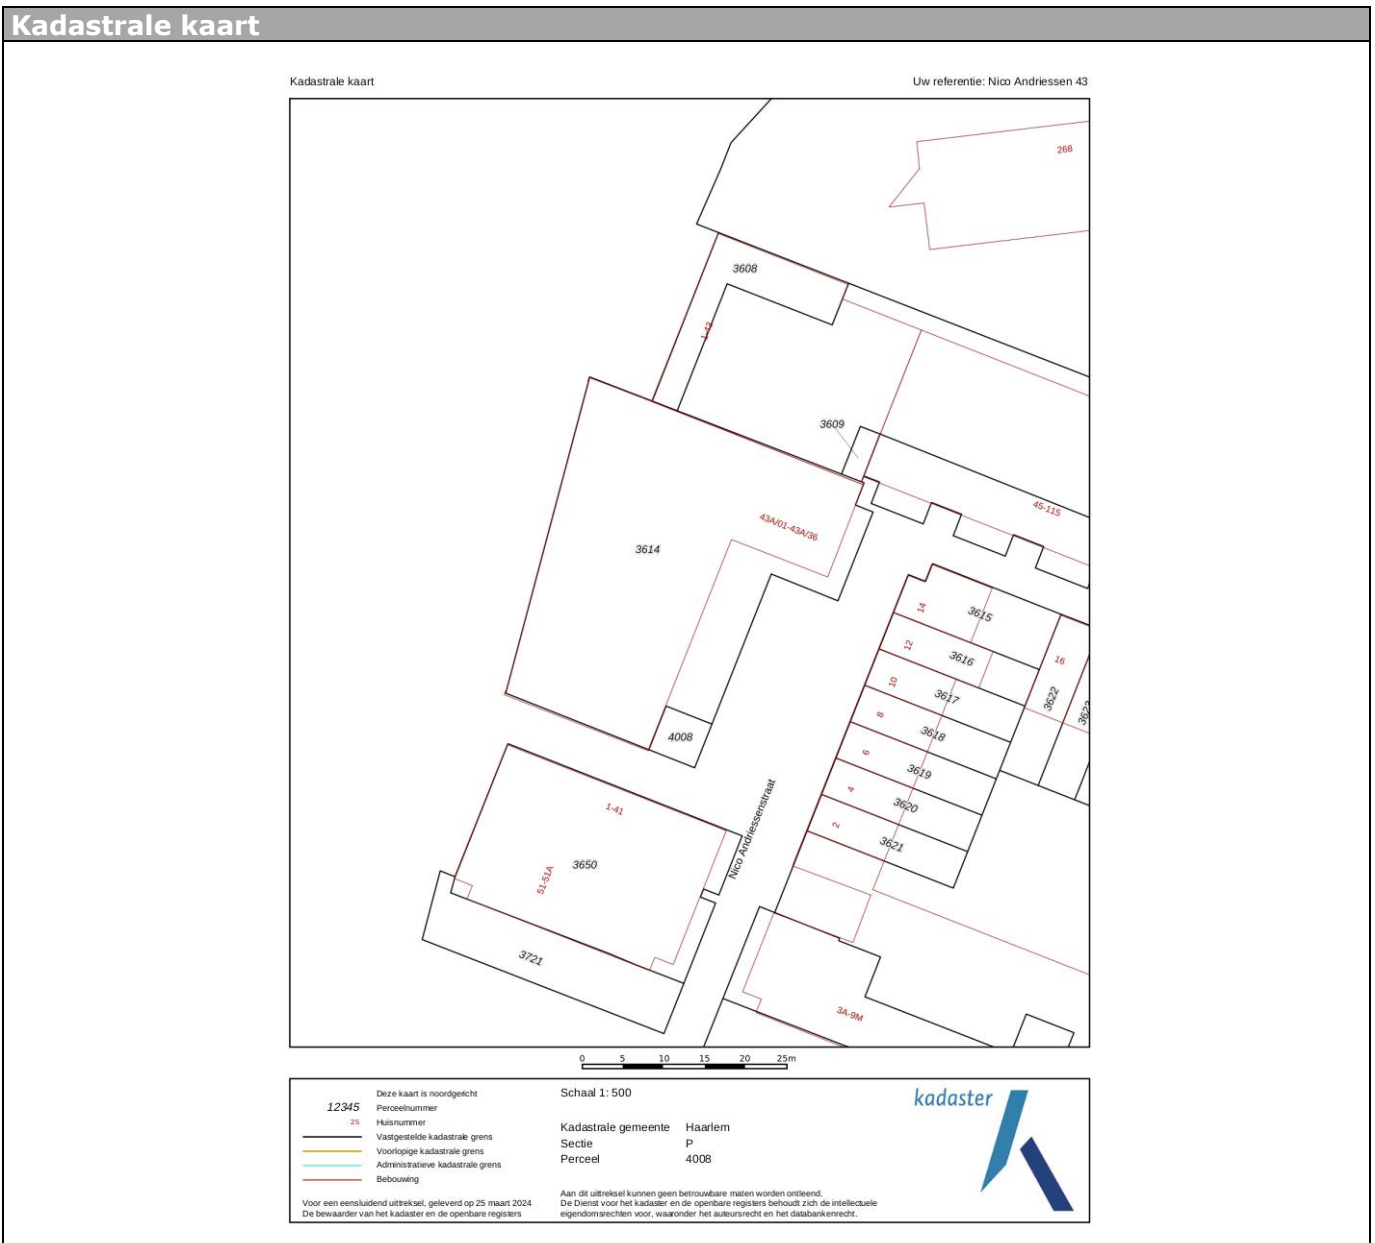 Kadastrale kaart
Kadastrale kaart
Uw referentie: Nico Andriessen 43
268
3608
1-43
3609
45-115
43A/01-43A/36
3614
14
3615
12
3616
16
10
3617
3622
8
3618
6
3619
4
3620
2
3621
4008
Nico Andriessenstraat
1-41
3650
51-51A
3721
3A-9M
0 5 10 15 20 25m
Deze kaart is noordgericht
12345 Perceelnummer
25 Huisnummer
Vastgestelde kadastrale grens
Voorlopige kadastrale grens
Administratieve kadastrale grens
Bebouwing
Voor een eensluidend uittreksel, geleverd op 25 maart 2024
De bewaarder van het kadaster en de openbare registers
Schaal 1: 500
Kadastrale gemeente Haarlem
Sectie P
Perceel 4008
Aan dit uittreksel kunnen geen betrouwbare maten worden ontleend.
De Dienst voor het kadaster en de openbare registers behoudt zich de intellectuele
eigendomsrechten voor, waaronder het auteursrecht en het databankenrecht.
kadaster